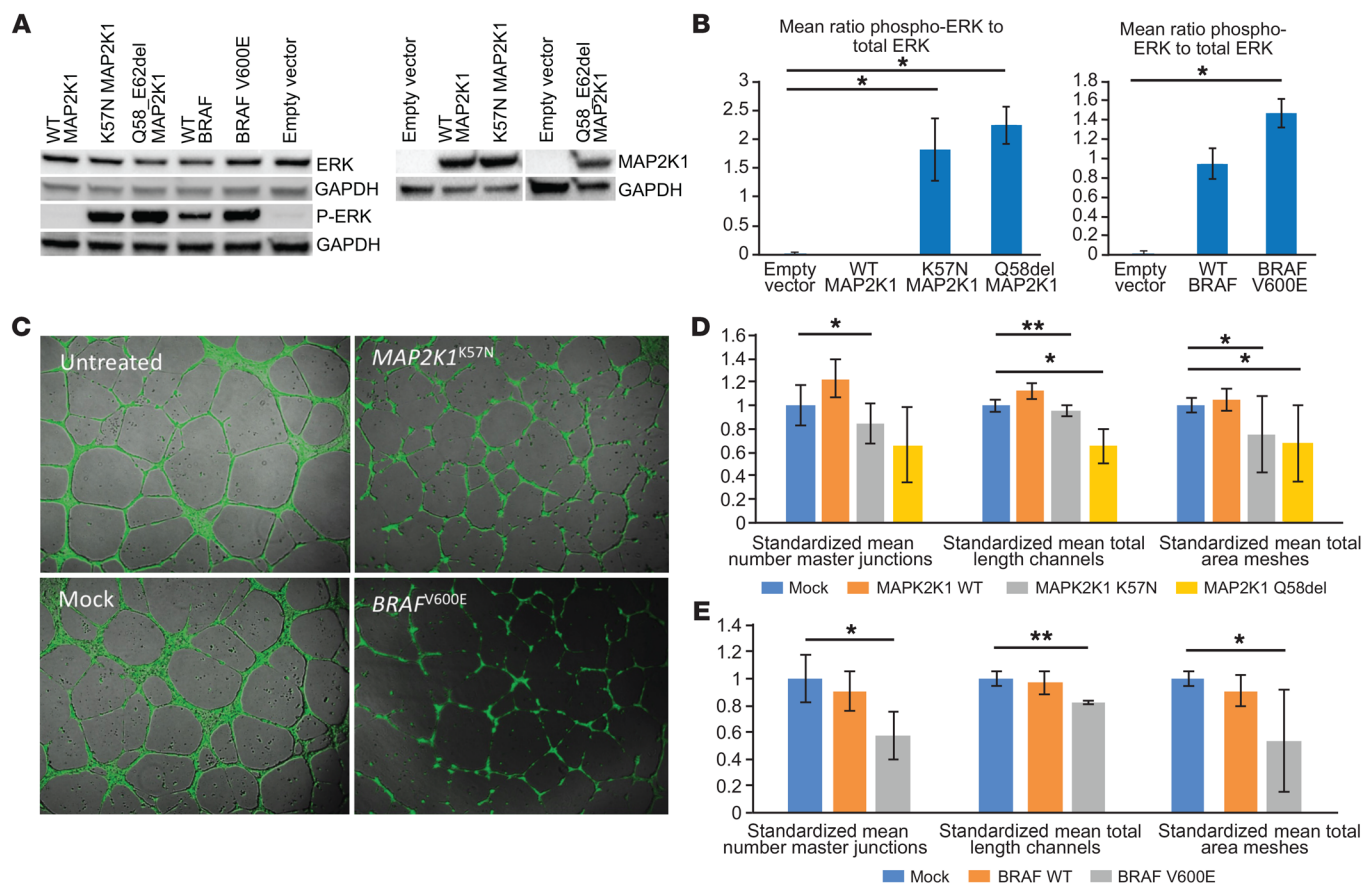 A
WT
MAP2K1
K57N MAP2K1
Q58_E62del
MAP2K1
WT
BRAF
BRAF V600E
Empty vector
ERK
GAPDH
P-ERK
GAPDH
Empty vector
WT
MAP2K1
K57N MAP2K1
Empty vector
Q58_E62del
MAP2K1
MAP2K1
GAPDH
B
Mean ratio phospho-ERK to
total ERK
*
*
3
2.5
2
1.5
1
0.5
0
Empty
vector
WT
MAP2K1
K57N
MAP2K1
Q58del
MAP2K1
Mean ratio phospho-
ERK to total ERK
*
1.8
1.6
1.4
1.2
1
0.8
0.6
0.4
0.2
0
Empty
vector
WT
BRAF
BRAF
V600E
C
Untreated
MAP2K1K57N
Mock
BRAFV600E
D
1.6
1.4
1.2
1.0
0.8
0.6
0.4
0.2
0
*
**
*
*
*
Standardized mean
number master junctions
Standardized mean total
length channels
Standardized mean total
area meshes
Mock
MAPK2K1 WT
MAPK2K1 K57N
MAP2K1 Q58del
E
1.4
1.2
1
0.8
0.6
0.4
0.2
0
*
**
*
Standardized mean
number master junctions
Standardized mean total
length channels
Standardized mean total
area meshes
Mock
BRAF WT
BRAF V600E